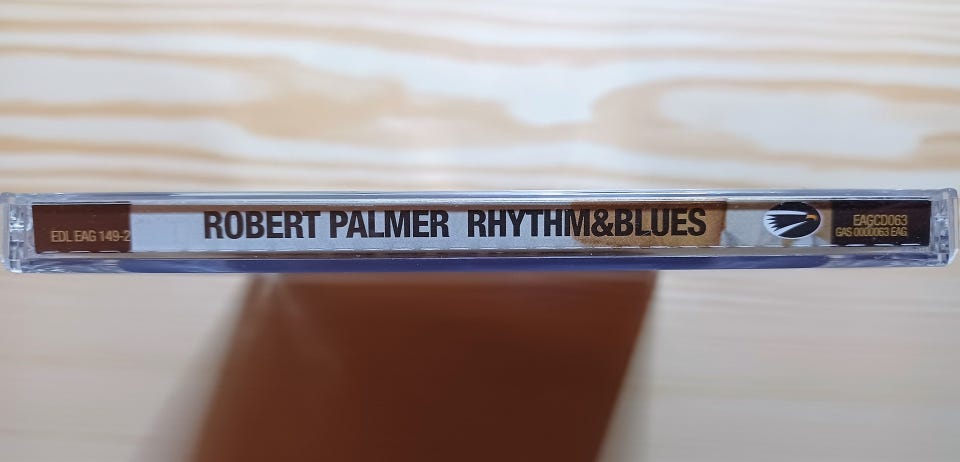 EDL EAG 149-2
ROBERT PALMER RHYTHM&BLUES
EAGCD063
GAS 0000063 EAG